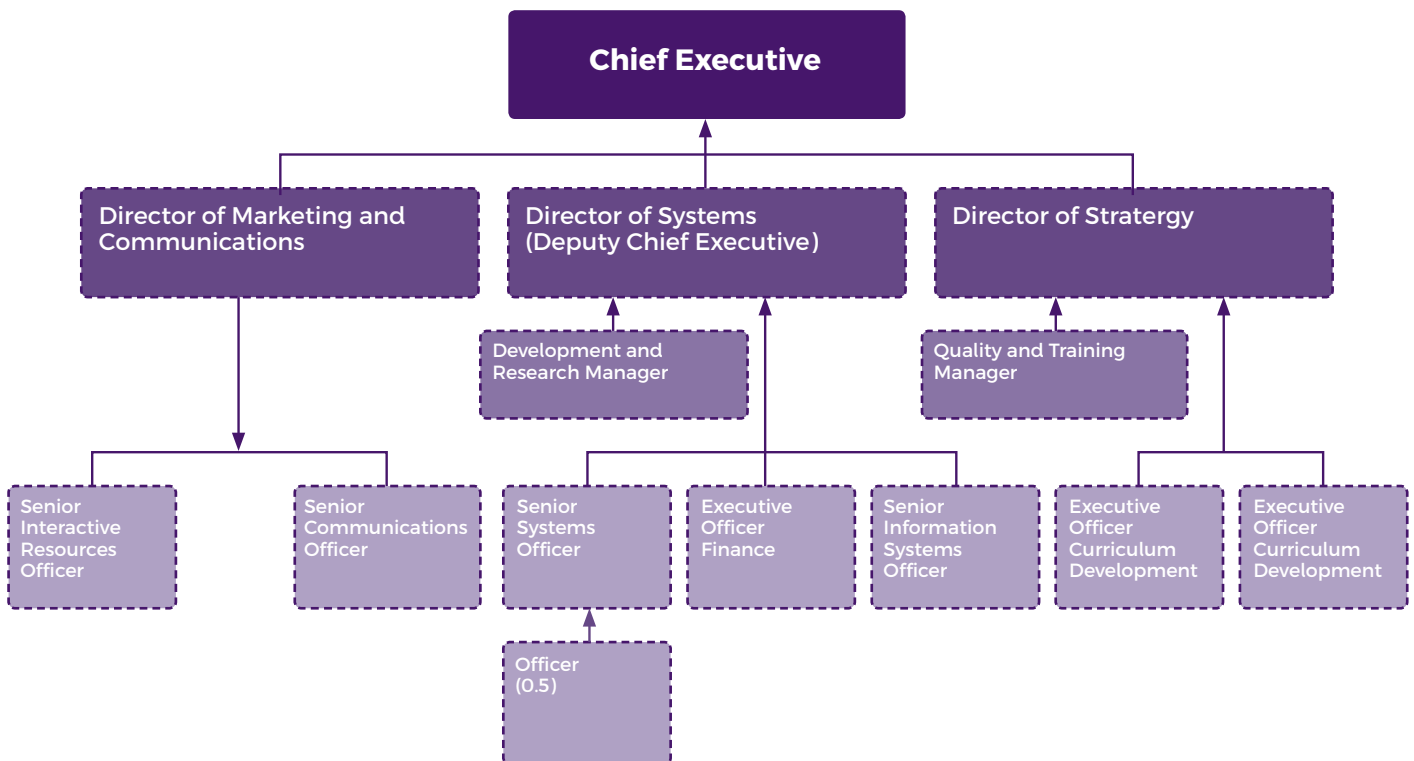 Chief Executive
Director of Marketing and
Communications
Director of Systems
(Deputy Chief Executive)
Director of Stratergy
Development and
Research Manager
Quality and Training
Manager
Senior
Interactive
Resources
Officer
Senior
Communications
Officer
Senior
Systems
Officer
Executive
Officer
Finance
Senior
Information
Systems
Officer
Executive
Officer
Curriculum
Development
Executive
Officer
Curriculum
Development
Officer
(0.5)